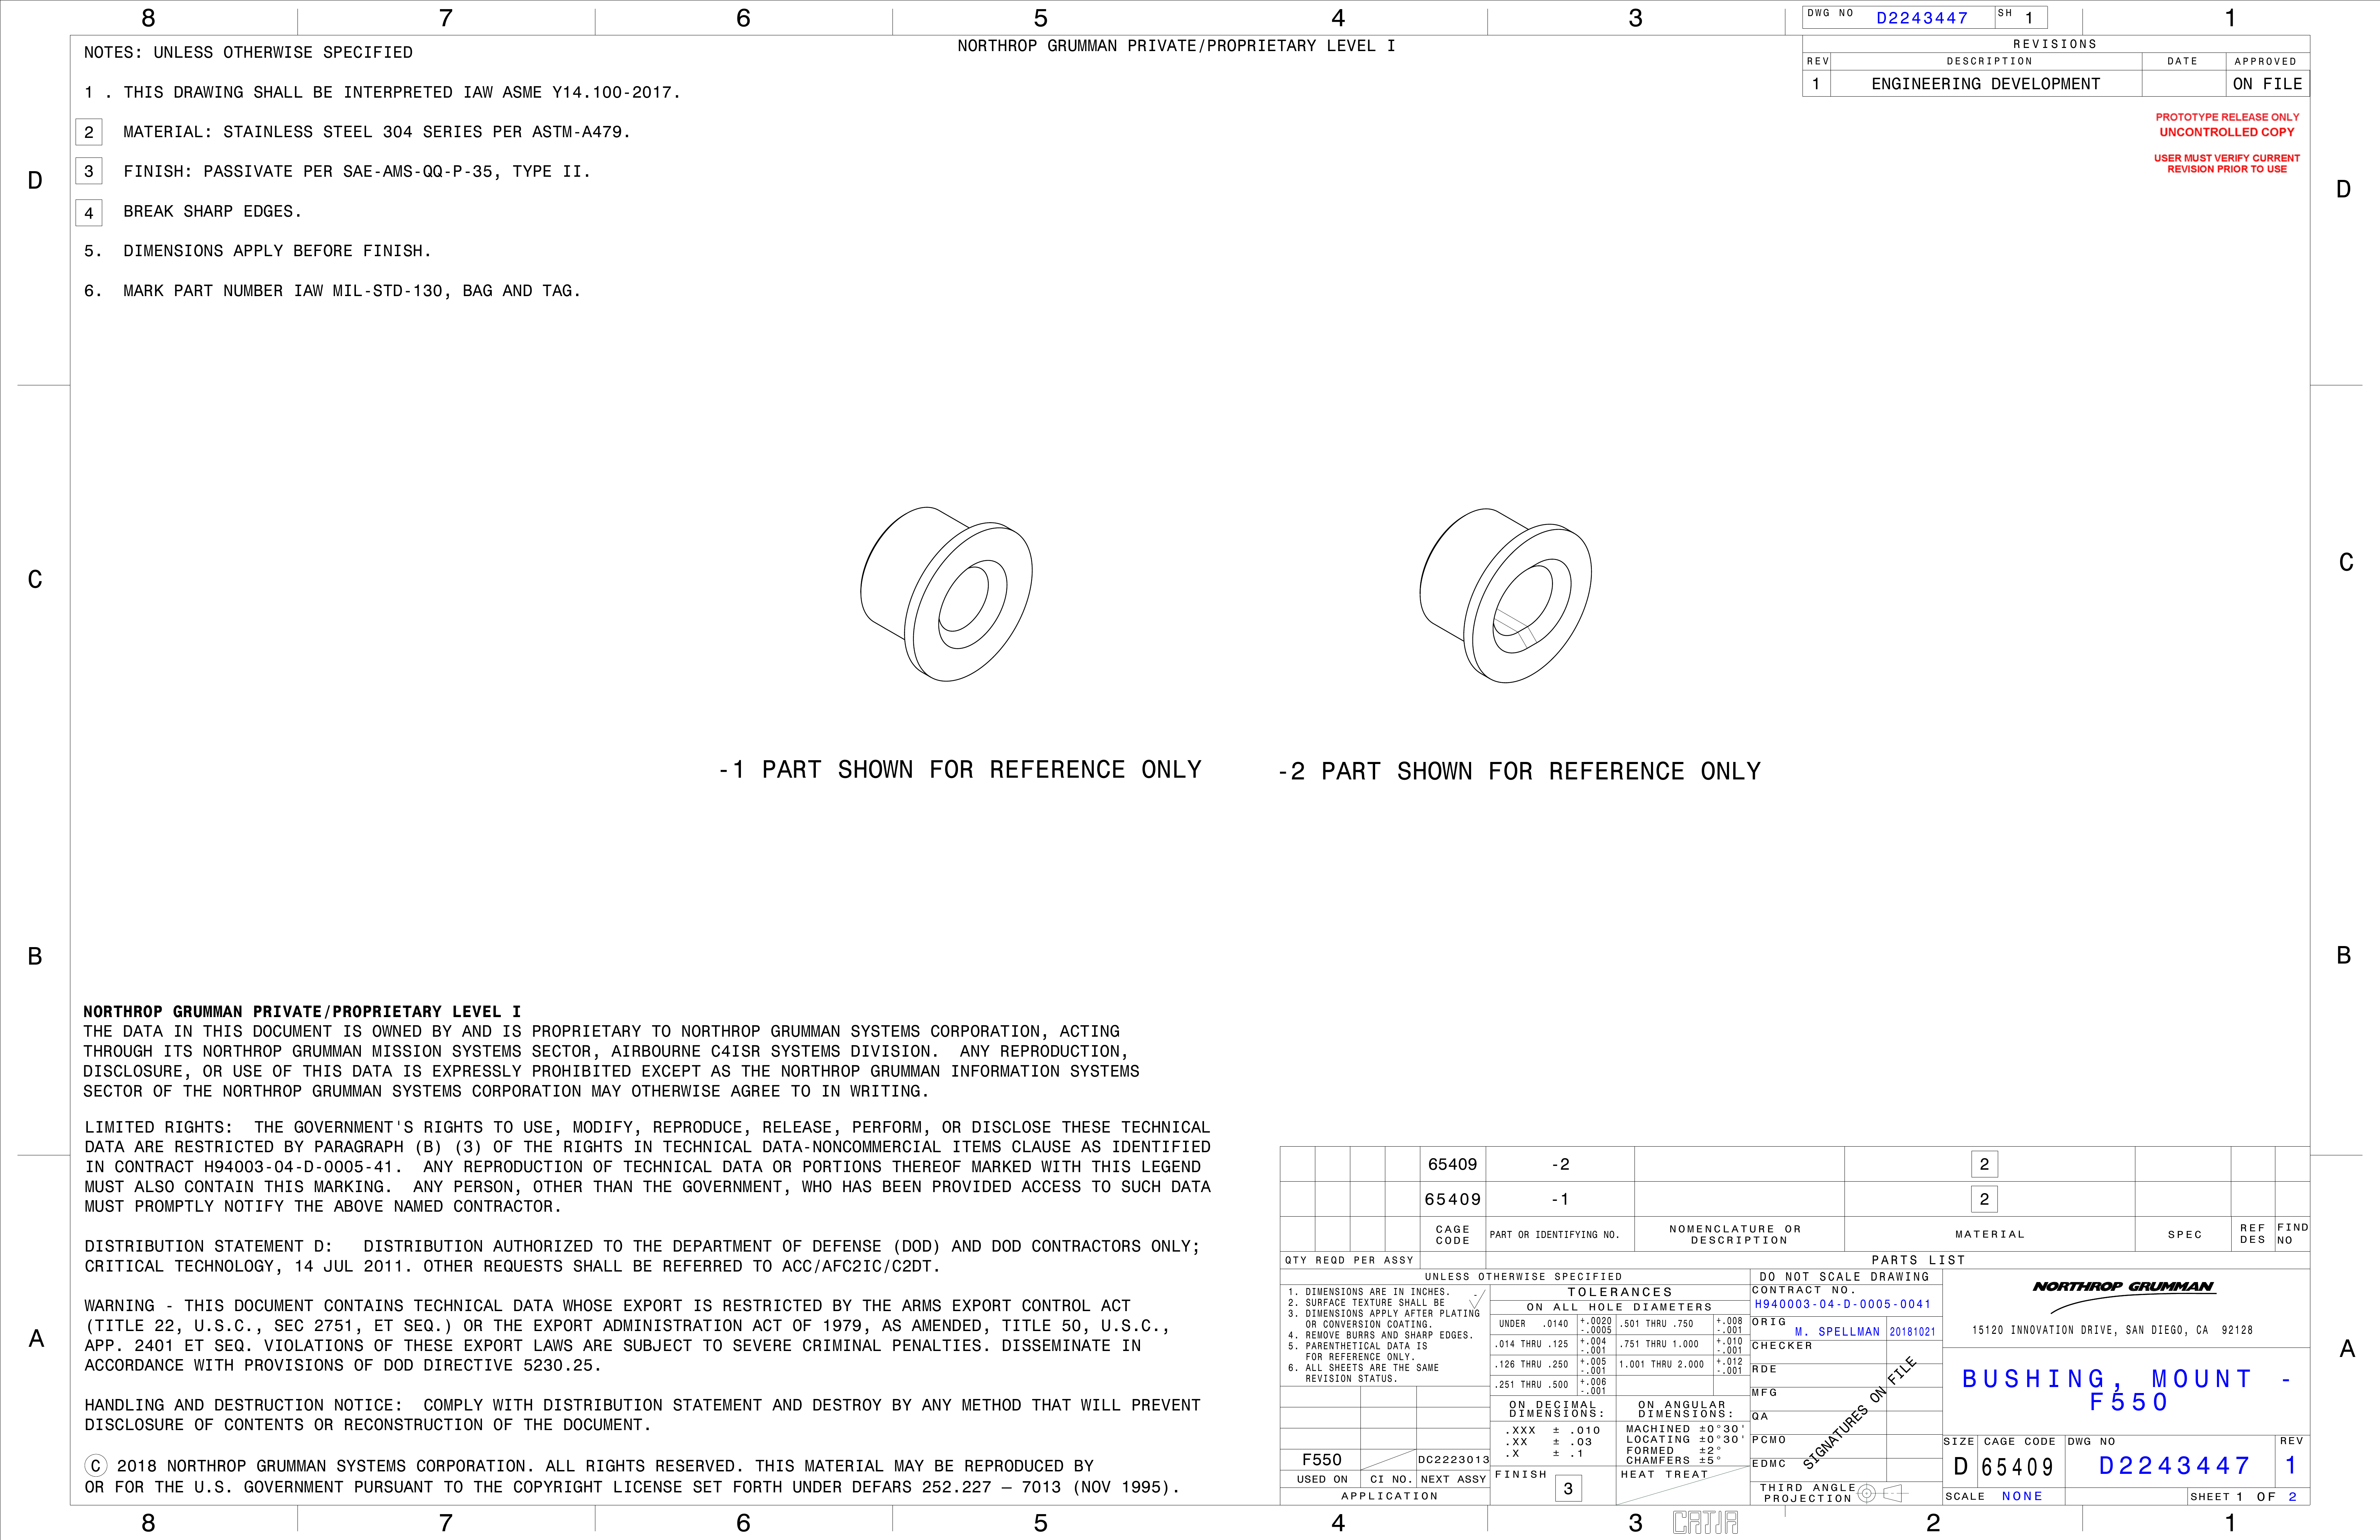 8 7 6 5 4 3 1
DWG NO D2243447 SH 1
NORTHROP GRUMMAN PRIVATE/PROPRIETARY LEVEL I
REVISIONS
REV DESCRIPTION DATE APPROVED
1 ENGINEERING DEVELOPMENT ON FILE
PROTOTYPE RELEASE ONLY
UNCONTROLLED COPY
USER MUST VERIFY CURRENT
REVISION PRIOR TO USE
NOTES: UNLESS OTHERWISE SPECIFIED
1 . THIS DRAWING SHALL BE INTERPRETED IAW ASME Y14.100-2017.
2 MATERIAL: STAINLESS STEEL 304 SERIES PER ASTM-A479.
3 FINISH: PASSIVATE PER SAE-AMS-QQ-P-35, TYPE II.
4 BREAK SHARP EDGES.
5. DIMENSIONS APPLY BEFORE FINISH.
6. MARK PART NUMBER IAW MIL-STD-130, BAG AND TAG.
D D
C C
-1 PART SHOWN FOR REFERENCE ONLY
-2 PART SHOWN FOR REFERENCE ONLY
B B
NORTHROP GRUMMAN PRIVATE/PROPRIETARY LEVEL I
THE DATA IN THIS DOCUMENT IS OWNED BY AND IS PROPRIETARY TO NORTHROP GRUMMAN SYSTEMS CORPORATION, ACTING
THROUGH ITS NORTHROP GRUMMAN MISSION SYSTEMS SECTOR, AIRBOURNE C4ISR SYSTEMS DIVISION. ANY REPRODUCTION,
DISCLOSURE, OR USE OF THIS DATA IS EXPRESSLY PROHIBITED EXCEPT AS THE NORTHROP GRUMMAN INFORMATION SYSTEMS
SECTOR OF THE NORTHROP GRUMMAN SYSTEMS CORPORATION MAY OTHERWISE AGREE TO IN WRITING.
LIMITED RIGHTS: THE GOVERNMENT'S RIGHTS TO USE, MODIFY, REPRODUCE, RELEASE, PERFORM, OR DISCLOSE THESE TECHNICAL
DATA ARE RESTRICTED BY PARAGRAPH (B) (3) OF THE RIGHTS IN TECHNICAL DATA-NONCOMMERCIAL ITEMS CLAUSE AS IDENTIFIED
IN CONTRACT H94003-04-D-0005-41. ANY REPRODUCTION OF TECHNICAL DATA OR PORTIONS THEREOF MARKED WITH THIS LEGEND
MUST ALSO CONTAIN THIS MARKING. ANY PERSON, OTHER THAN THE GOVERNMENT, WHO HAS BEEN PROVIDED ACCESS TO SUCH DATA
MUST PROMPTLY NOTIFY THE ABOVE NAMED CONTRACTOR.
DISTRIBUTION STATEMENT D: DISTRIBUTION AUTHORIZED TO THE DEPARTMENT OF DEFENSE (DOD) AND DOD CONTRACTORS ONLY;
CRITICAL TECHNOLOGY, 14 JUL 2011. OTHER REQUESTS SHALL BE REFERRED TO ACC/AFC2IC/C2DT.
WARNING - THIS DOCUMENT CONTAINS TECHNICAL DATA WHOSE EXPORT IS RESTRICTED BY THE ARMS EXPORT CONTROL ACT
(TITLE 22, U.S.C., SEC 2751, ET SEQ.) OR THE EXPORT ADMINISTRATION ACT OF 1979, AS AMENDED, TITLE 50, U.S.C.,
APP. 2401 ET SEQ. VIOLATIONS OF THESE EXPORT LAWS ARE SUBJECT TO SEVERE CRIMINAL PENALTIES. DISSEMINATE IN
ACCORDANCE WITH PROVISIONS OF DOD DIRECTIVE 5230.25.
HANDLING AND DESTRUCTION NOTICE: COMPLY WITH DISTRIBUTION STATEMENT AND DESTROY BY ANY METHOD THAT WILL PREVENT
DISCLOSURE OF CONTENTS OR RECONSTRUCTION OF THE DOCUMENT.
C 2018 NORTHROP GRUMMAN SYSTEMS CORPORATION. ALL RIGHTS RESERVED. THIS MATERIAL MAY BE REPRODUCED BY
OR FOR THE U.S. GOVERNMENT PURSUANT TO THE COPYRIGHT LICENSE SET FORTH UNDER DEFARS 252.227 – 7013 (NOV 1995).
A A
65409 -2 2
65409 -1 2
CAGE CODE PART OR IDENTIFYING NO. NOMENCLATURE OR DESCRIPTION MATERIAL SPEC REF DES FIND NO
QTY REQD PER ASSY PARTS LIST
UNLESS OTHERWISE SPECIFIED
1. DIMENSIONS ARE IN INCHES.
2. SURFACE TEXTURE SHALL BE -
3. DIMENSIONS APPLY AFTER PLATING
OR CONVERSION COATING.
4. REMOVE BURRS AND SHARP EDGES.
5. PARENTHETICAL DATA IS
FOR REFERENCE ONLY.
6. ALL SHEETS ARE THE SAME
REVISION STATUS.
TOLERANCES
ON ALL HOLE DIAMETERS
UNDER .0140 +.0020 -.0005 .501 THRU .750 +.008 -.001
.014 THRU .125 +.004 -.001 .751 THRU 1.000 +.010 -.001
.126 THRU .250 +.005 -.001 1.001 THRU 2.000 +.012 -.001
.251 THRU .500 +.006 -.001
ON DECIMAL DIMENSIONS:
.XXX ± .010
.XX ± .03
.X ± .1
ON ANGULAR DIMENSIONS:
MACHINED ±0°30'
LOCATING ±0°30'
FORMED ±2°
CHAMFERS ±5°
FINISH 3
HEAT TREAT
F550 DC2223013
USED ON CI NO. NEXT ASSY
APPLICATION
DO NOT SCALE DRAWING
CONTRACT NO.
H940003-04-D-0005-0041
ORIG M. SPELLMAN 20181021
CHECKER
RDE
MFG
QA
PCMO
EDMC
SIGNATURES ON FILE
THIRD ANGLE
PROJECTION
NORTHROP GRUMMAN
15120 INNOVATION DRIVE, SAN DIEGO, CA 92128
BUSHING, MOUNT -
F550
SIZE CAGE CODE DWG NO REV
D 65409 D2243447 1
SCALE NONE SHEET 1 OF 2
8 7 6 5 4 3 CATIA 2 1